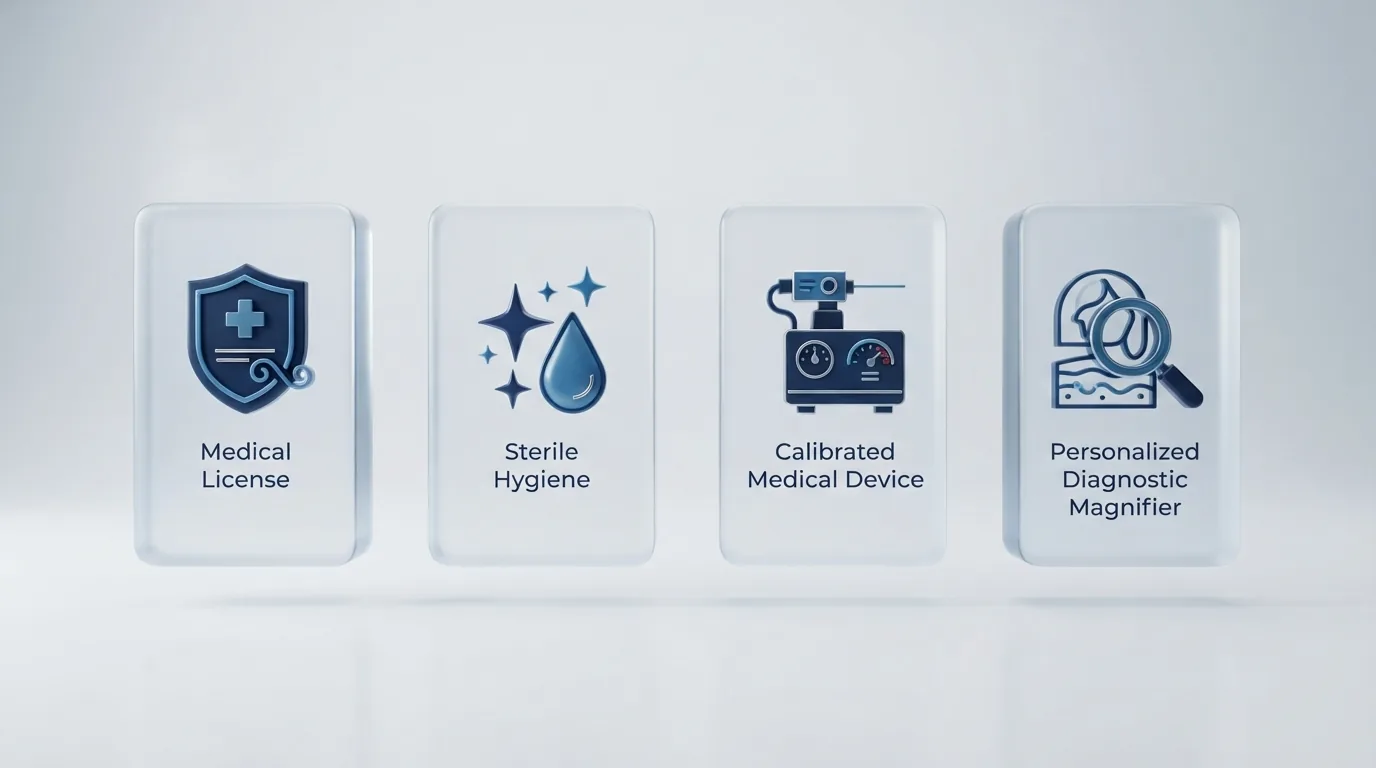 Medical
License
Sterile
Hygiene
Calibrated
Medical Device
Personalized
Diagnostic
Magnifier